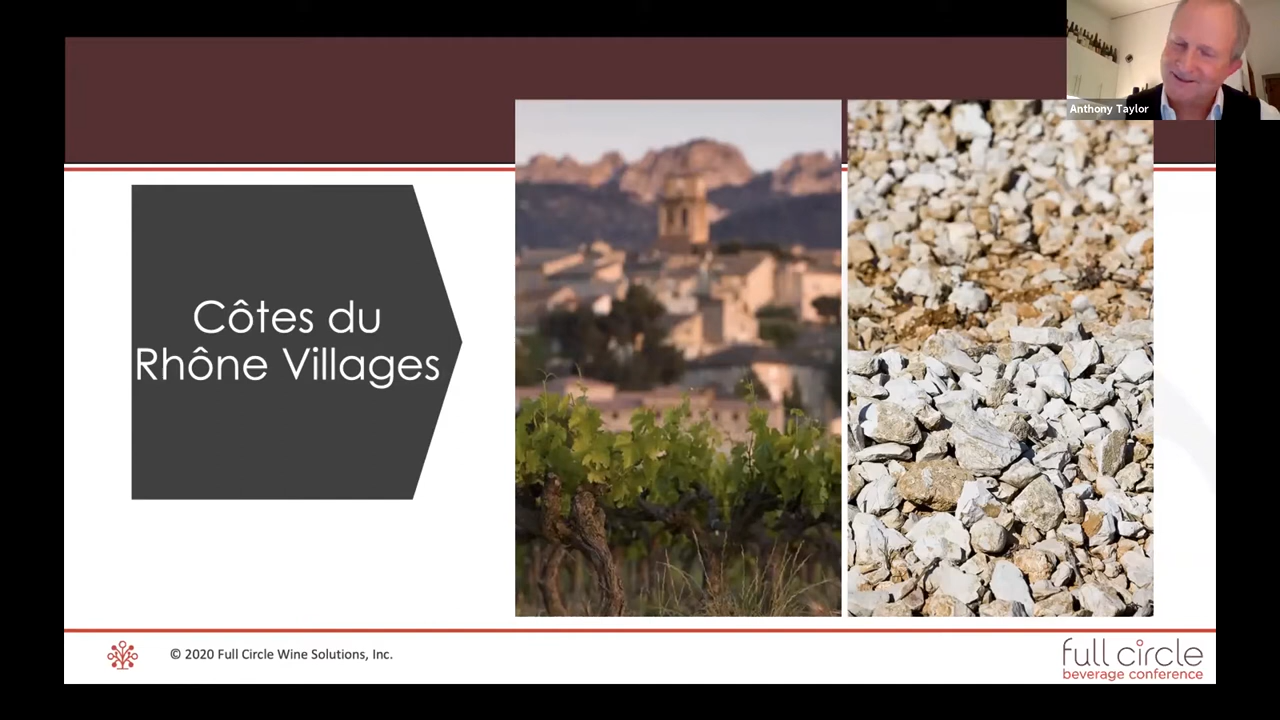 Anthony Taylor
Côtes du
Rhône Villages
© 2020 Full Circle Wine Solutions, Inc.
full circle
beverage conference